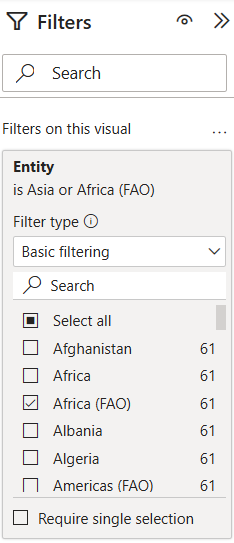 Filters
Search
Filters on this visual
Entity
is Asia or Africa (FAO)
Filter type
Basic filtering
Search
Select all
Afghanistan 61
Africa 61
Africa (FAO) 61
Albania 61
Algeria 61
Americas (FAO) 61
Require single selection